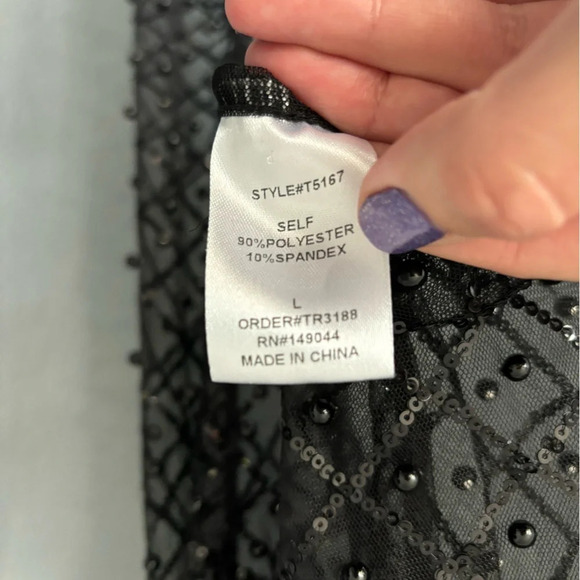 STYLE#T5167
SELF
90%POLYESTER
10%SPANDEX
L
ORDER#TR3188
RN#149044
MADE IN CHINA